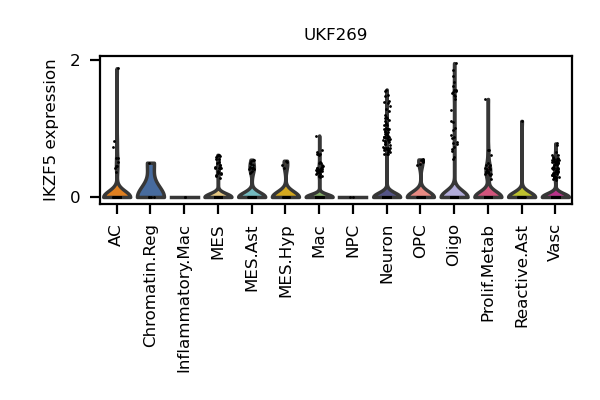 UKF269
IKZF5 expression
2
0
AC
Chromatin.Reg
Inflammatory.Mac
MES
MES.Ast
MES.Hyp
Mac
NPC
Neuron
OPC
Oligo
Prolif.Metab
Reactive.Ast
Vasc